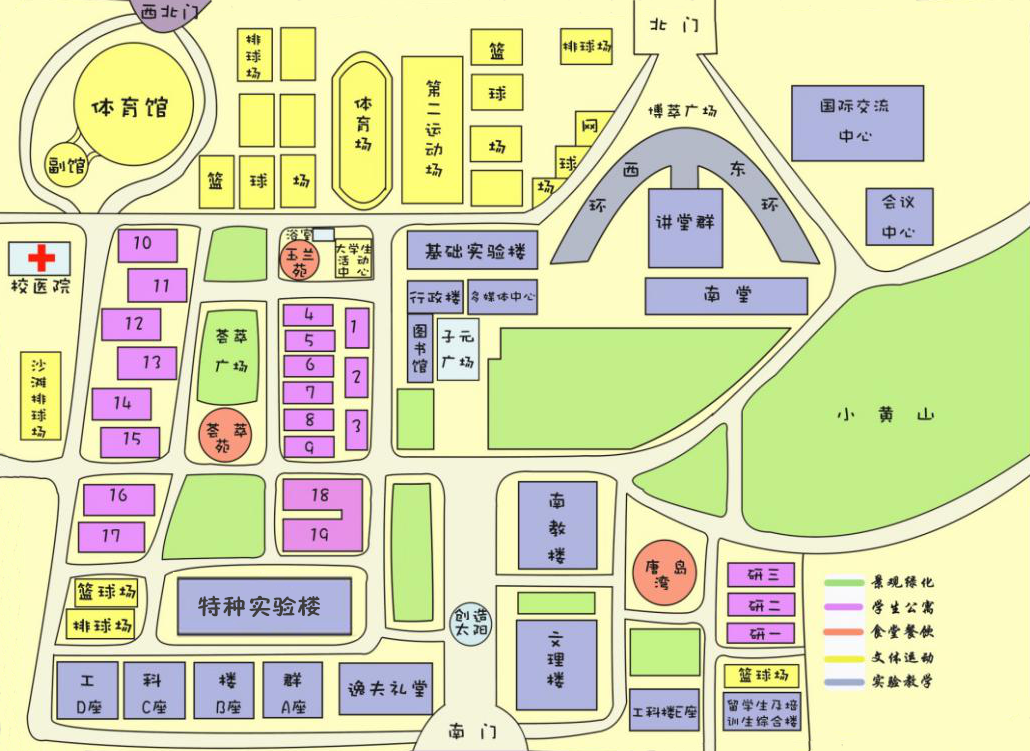 西北门
北门
体育馆
副馆
排
球
场
篮
球
场
体
育
场
第
二
运
动
场
篮
球
场
排球场
网
球
场
博萃广场
国际交流
中心
会议
中心
西
环
东
环
讲堂群
南堂
校医院
沙
滩
排
球
场
10
11
12
13
14
15
16
17
荟萃
广场
荟萃
苑
浴室
玉兰
苑
大学生
活动
中心
4
5
6
7
8
9
1
2
3
18
19
基础实验楼
行政楼
多媒体中心
图
书
馆
子元
广场
小黄山
南
教
楼
唐岛
湾
研三
研二
研一
篮球场
排球场
特种实验楼
创造
太阳
文
理
楼
工
D座
科
C座
楼
B座
群
A座
逸夫礼堂
南门
工科楼E座
篮球场
留学生及培
训生综合楼
景观绿化
学生公寓
食堂餐饮
文体运动
实验教学